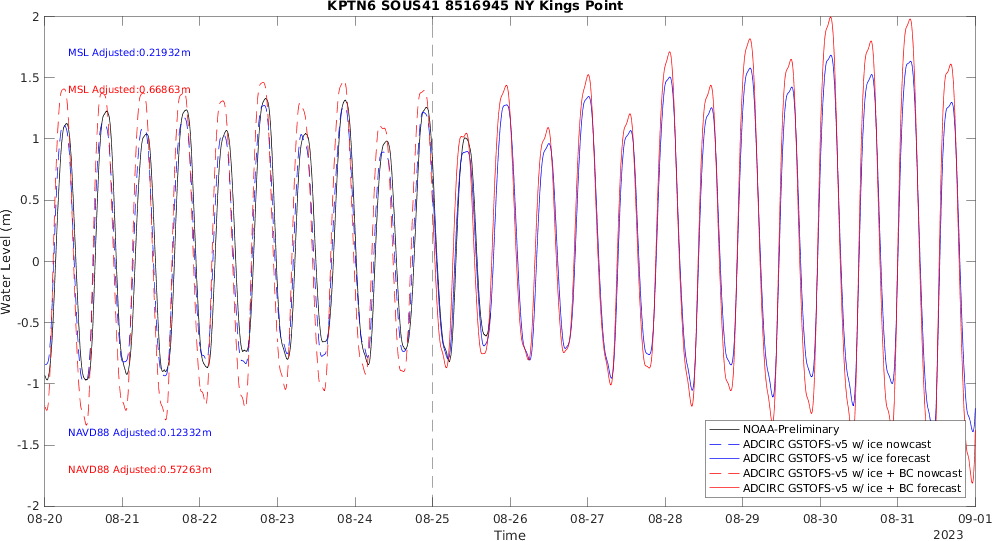 KPTN6 SOUS41 8516945 NY Kings Point
2
1.5
1
0.5
0
-0.5
-1
-1.5
-2
Water Level (m)
MSL Adjusted:0.21932m
MSL Adjusted:0.66863m
NAVD88 Adjusted:0.12332m
NAVD88 Adjusted:0.57263m
NOAA-Preliminary
ADCIRC GSTOFS-v5 w/ ice nowcast
ADCIRC GSTOFS-v5 w/ ice forecast
ADCIRC GSTOFS-v5 w/ ice + BC nowcast
ADCIRC GSTOFS-v5 w/ ice + BC forecast
08-20 08-21 08-22 08-23 08-24 08-25 08-26 08-27 08-28 08-29 08-30 08-31 09-01
Time
2023